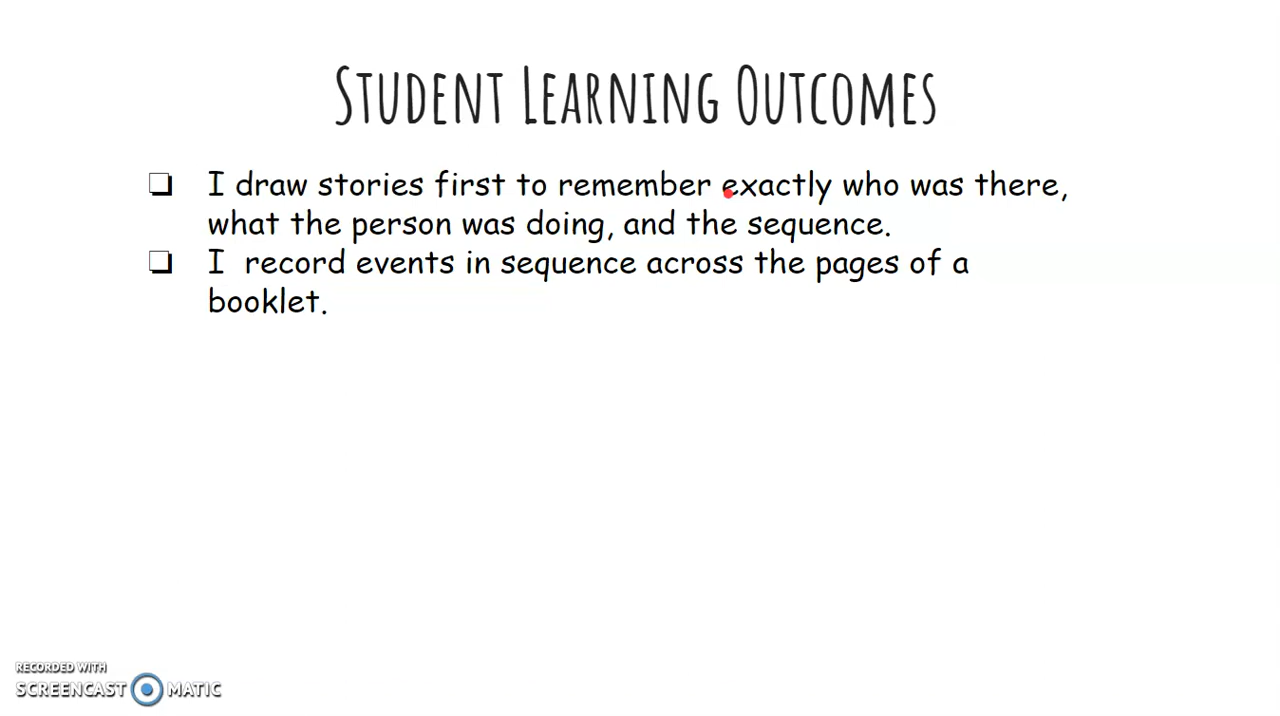 Student Learning Outcomes
❏ I draw stories first to remember exactly who was there,
what the person was doing, and the sequence.
❏ I  record events in sequence across the pages of a
booklet.
RECORDED WITH
SCREENCAST MATIC